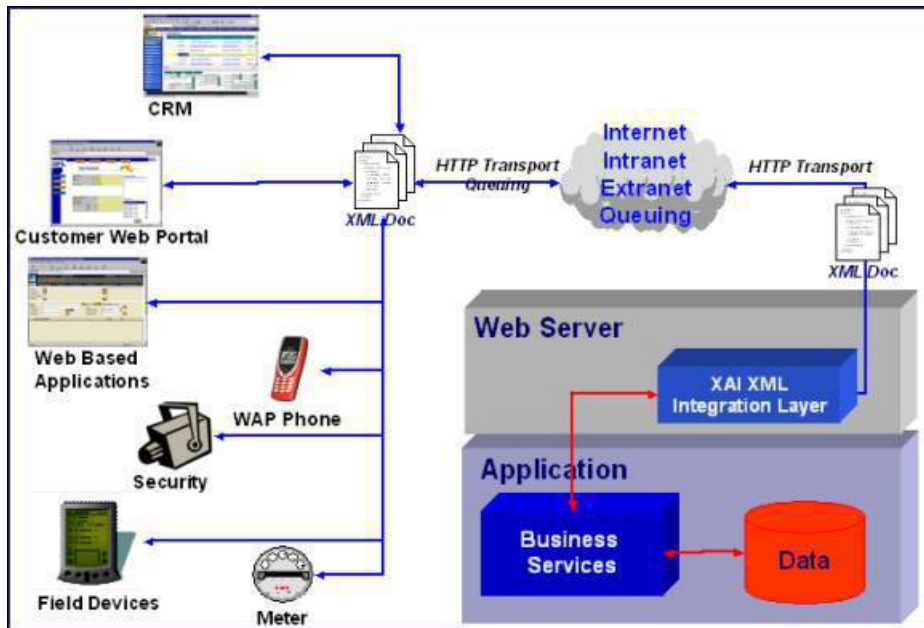 CRM
Customer Web Portal
Web Based
Applications
WAP Phone
Security
Field Devices
Meter
XML Doc
HTTP Transport
Queuing
Internet
Intranet
Extranet
Queuing
HTTP Transport
XML Doc
Web Server
XAI XML
Integration Layer
Application
Business
Services
Data